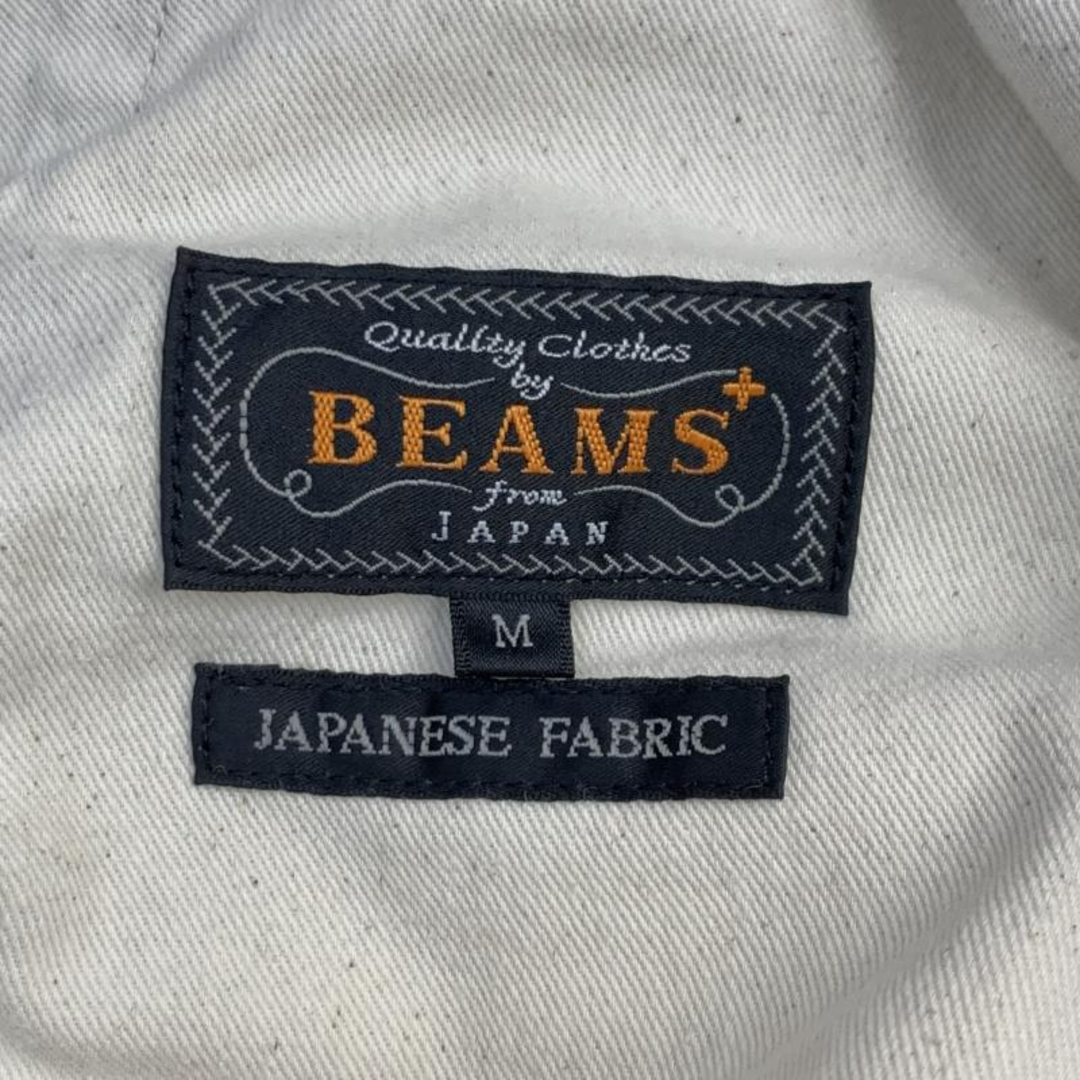 Quality Clothes
by
BEAMS+
from
JAPAN
M
JAPANESE FABRIC